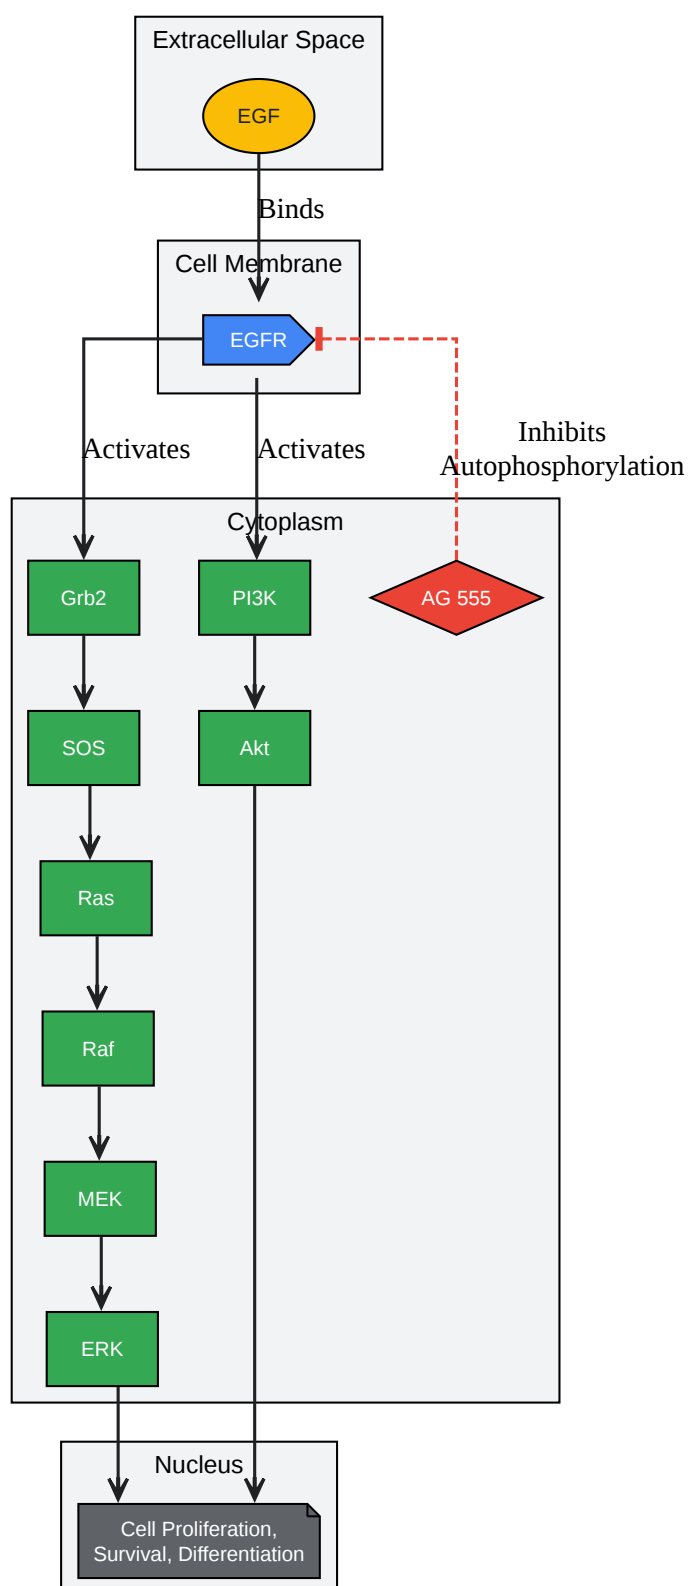 Extracellular Space
EGF
Binds
Cell Membrane
EGFR
Activates
Activates
Inhibits
Autophosphorylation
Cytoplasm
Grb2
PI3K
AG 555
SOS
Akt
Ras
Raf
MEK
ERK
Nucleus
Cell Proliferation,
Survival, Differentiation